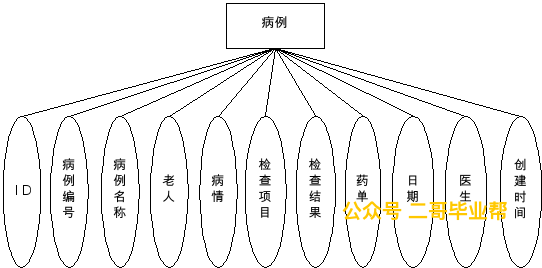 病例
ID
病例编号
病例名称
老人
病情
检查项目
检查结果
药单
日期
医生
创建时间
公众号 二哥毕业帮